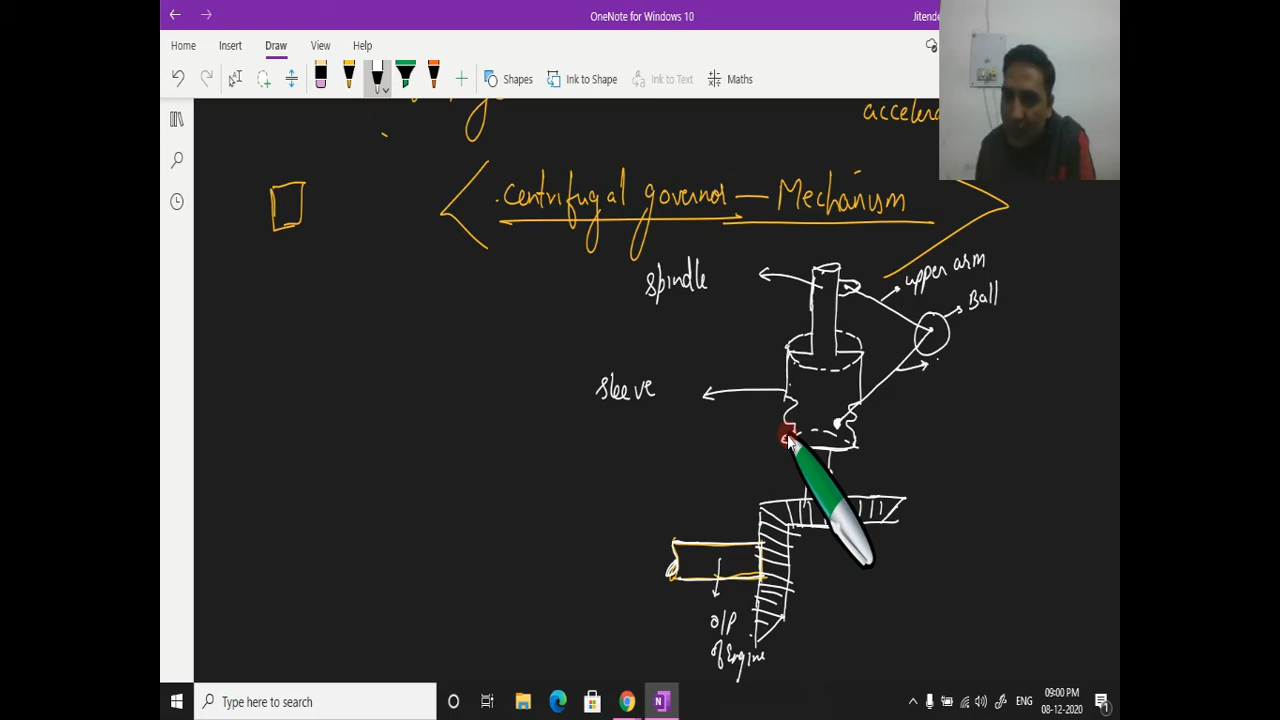 OneNote for Windows 10
Jitende
Home Insert Draw View Help
Shapes Ink to Shape Ink to Text Maths
accelera
Centrifugal governor — Mechanism
spindle
upper arm
Ball
sleeve
O/P
of Engine
Type here to search
ENG
09:00 PM
08-12-2020